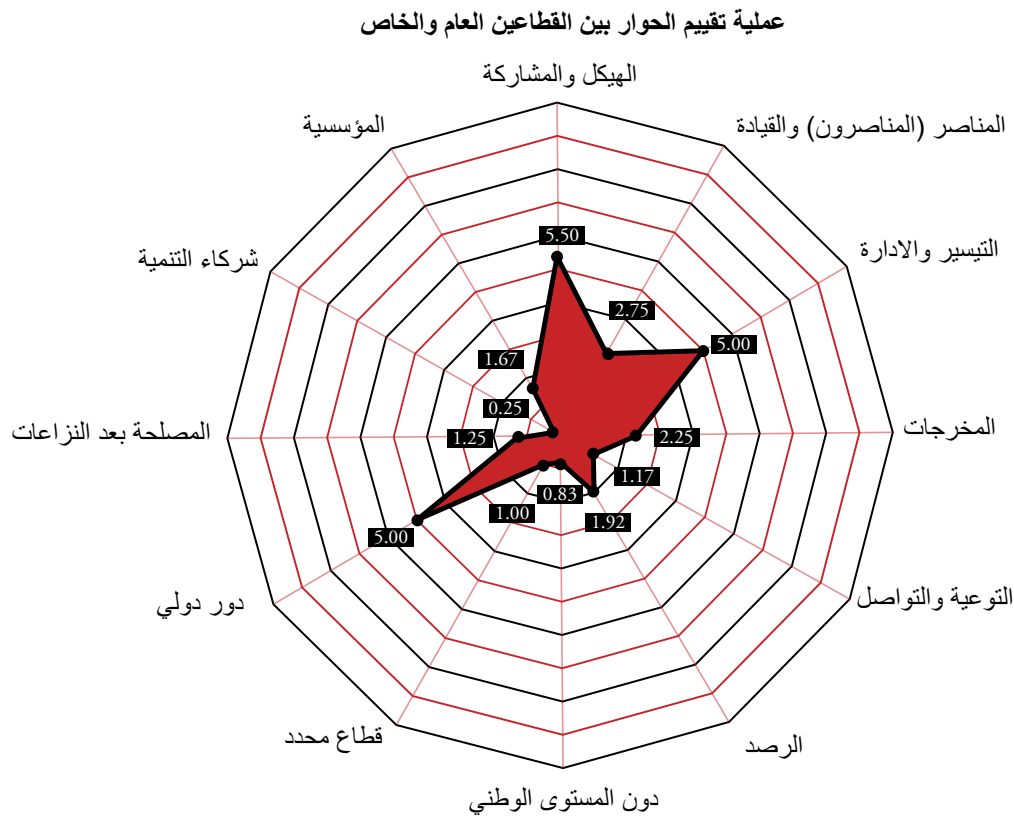 عملية تقييم الحوار بين القطاعين العام والخاص
الهيكل والمشاركة
المناصر (المناصرون) والقيادة
المؤسسية
التيسير والادارة
شركاء التنمية
5.50
2.75
5.00
1.67
0.25
المخرجات
المصلحة بعد النزاعات
1.25
2.25
1.17
0.83
1.92
1.00
5.00
التوعية والتواصل
دور دولي
قطاع محدد
الرصد
دون المستوى الوطني